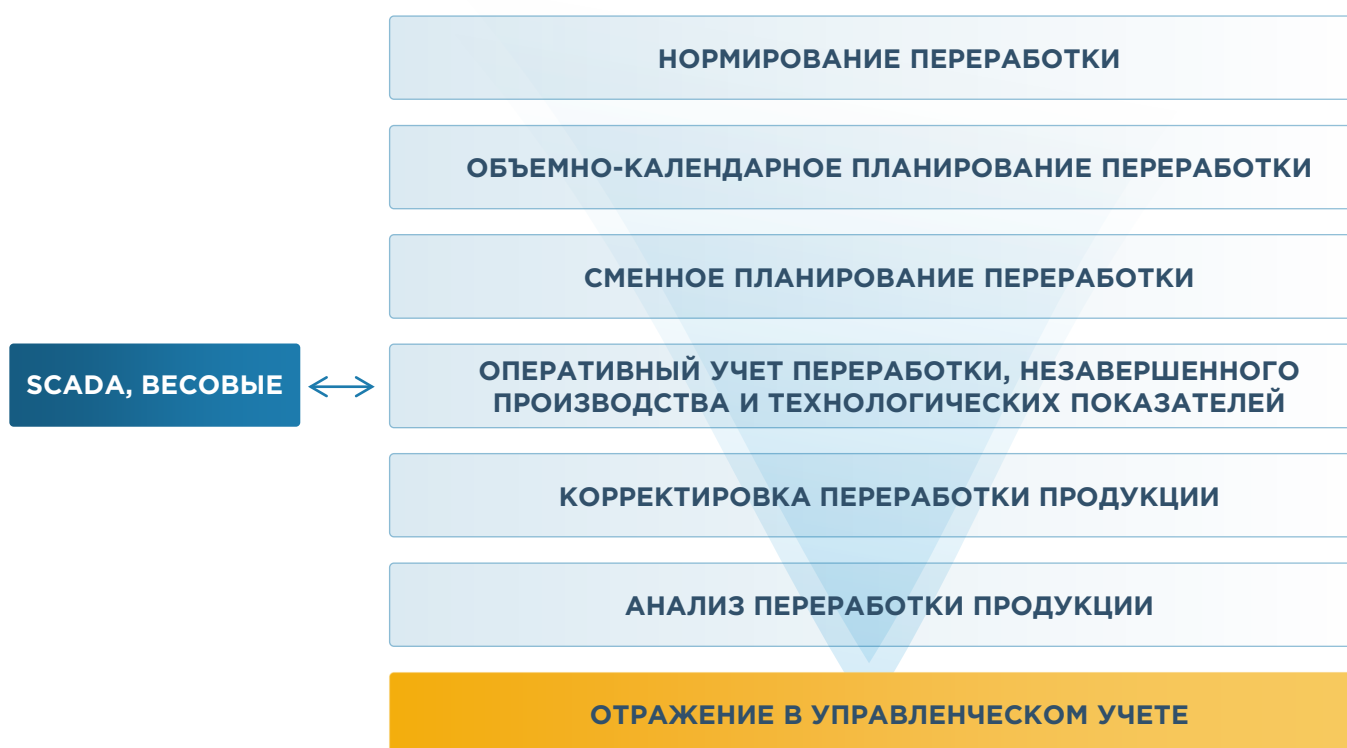 НОРМИРОВАНИЕ ПЕРЕРАБОТКИ
ОБЪЕМНО-КАЛЕНДАРНОЕ ПЛАНИРОВАНИЕ ПЕРЕРАБОТКИ
СМЕННОЕ ПЛАНИРОВАНИЕ ПЕРЕРАБОТКИ
SCADA, ВЕСОВЫЕ
ОПЕРАТИВНЫЙ УЧЕТ ПЕРЕРАБОТКИ, НЕЗАВЕРШЕННОГО
ПРОИЗВОДСТВА И ТЕХНОЛОГИЧЕСКИХ ПОКАЗАТЕЛЕЙ
КОРРЕКТИРОВКА ПЕРЕРАБОТКИ ПРОДУКЦИИ
АНАЛИЗ ПЕРЕРАБОТКИ ПРОДУКЦИИ
ОТРАЖЕНИЕ В УПРАВЛЕНЧЕСКОМ УЧЕТЕ